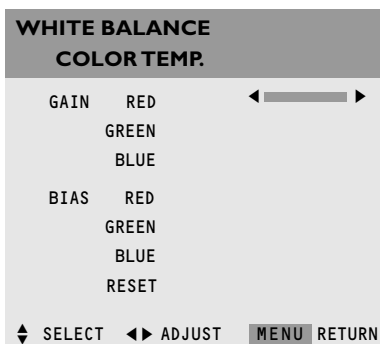 WHITE BALANCE
COLOR TEMP.
GAIN RED
GREEN
BLUE
BIAS RED
GREEN
BLUE
RESET
SELECT ADJUST MENU RETURN